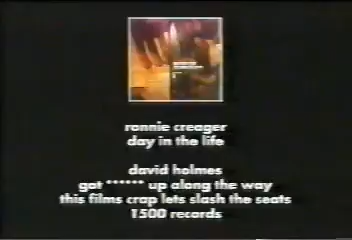 ronnie creager
day in the life
david holmes
got ****** up along the way
this films crap lets slash the seats
1500 records